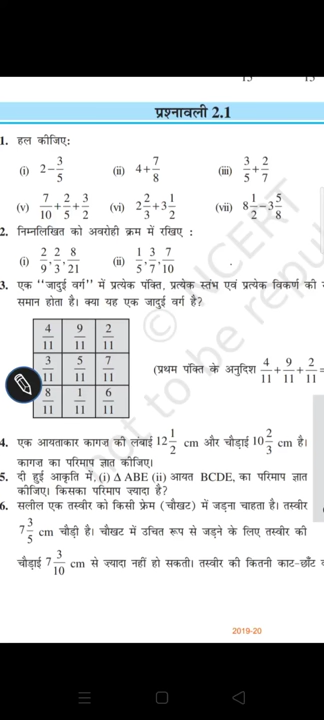 प्रश्नावली 2.1
1. हल कीजिए:
(i) 2 − 3/5 (ii) 4 + 7/8 (iii) 3/5 + 2/7
(v) 7/10 + 2/5 + 3/2 (vi) 2 2/3 + 3 1/2 (vii) 8 1/2 − 3 5/8
2. निम्नलिखित को अवरोही क्रम में रखिए :
(i) 2/9, 2/3, 8/21 (ii) 1/5, 3/7, 7/10
3. एक ‘‘जादुई वर्ग’’ में प्रत्येक पंक्ति, प्रत्येक स्तंभ एवं प्रत्येक विकर्ण की
समान होता है। क्या यह एक जादुई वर्ग है?
4/11 9/11 2/11
3/11 5/11 7/11
8/11 1/11 6/11
(प्रथम पंक्ति के अनुदिश 4/11 + 9/11 + 2/11 =
4. एक आयताकार कागज़ की लंबाई 12 1/2 cm और चौड़ाई 10 2/3 cm है।
कागज़ का परिमाप ज्ञात कीजिए।
5. दी हुई आकृति में, (i) Δ ABE (ii) आयत BCDE, का परिमाप ज्ञात
कीजिए। किसका परिमाप ज्यादा है?
6. सलील एक तस्वीर को किसी फ्रेम (चौखट) में जड़ना चाहता है। तस्वीर
7 3/5 cm चौड़ी है। चौखट में उचित रूप से जड़ने के लिए तस्वीर की
चौड़ाई 7 3/10 cm से ज़्यादा नहीं हो सकती। तस्वीर की कितनी काट-छाँट
2019-20
© NCERT
not to be